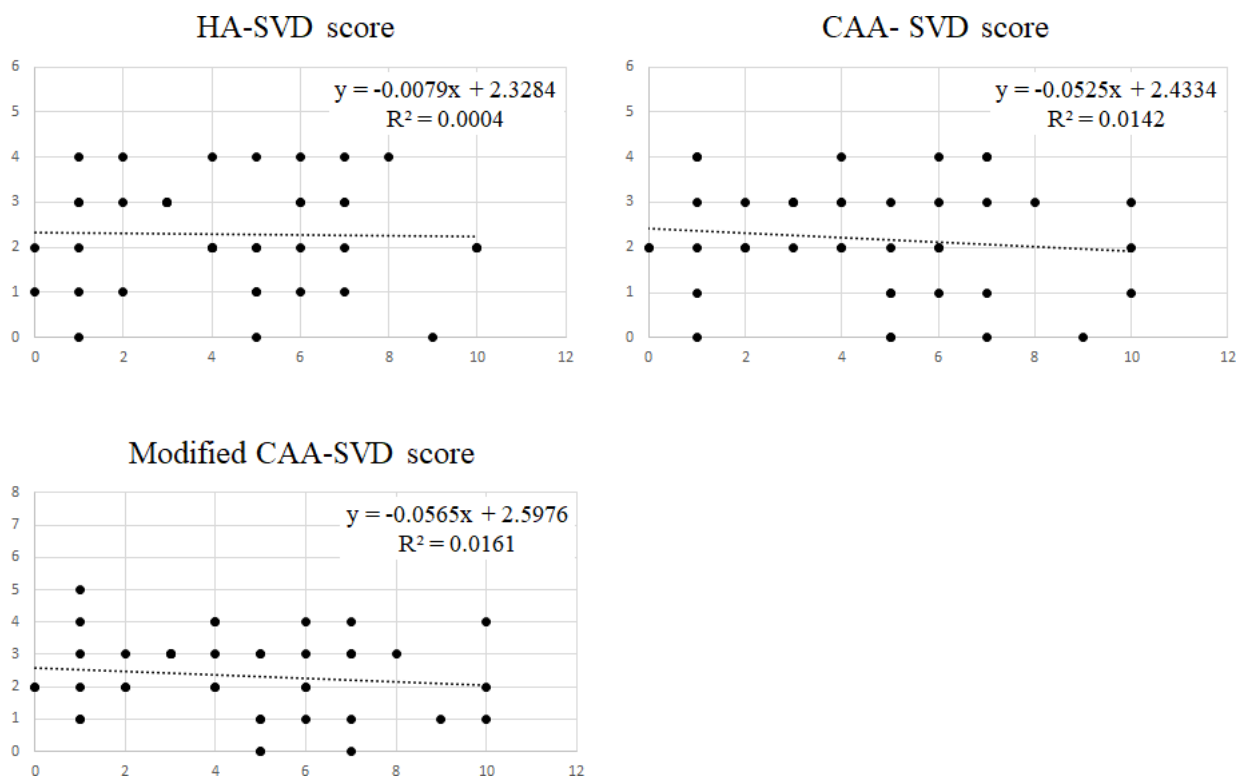 HA-SVD score
6
5
4
3
2
1
0
0 2 4 6 8 10 12
y = -0.0079x + 2.3284
R² = 0.0004
CAA- SVD score
6
5
4
3
2
1
0
0 2 4 6 8 10 12
y = -0.0525x + 2.4334
R² = 0.0142
Modified CAA-SVD score
8
7
6
5
4
3
2
1
0
0 2 4 6 8 10 12
y = -0.0565x + 2.5976
R² = 0.0161